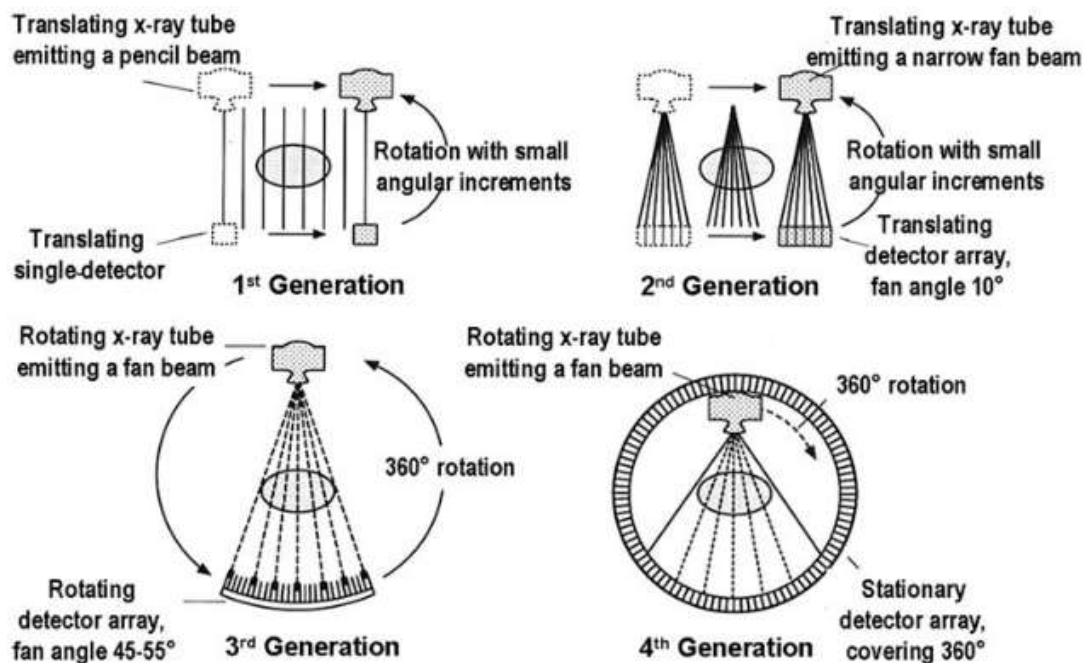 Translating x-ray tube
emitting a pencil beam
Rotation with small
angular increments
Translating
single-detector
1st Generation
Translating x-ray tube
emitting a narrow fan beam
Rotation with small
angular increments
Translating
detector array,
fan angle 10°
2nd Generation
Rotating x-ray tube
emitting a fan beam
360° rotation
Rotating
detector array,
fan angle 45-55°
3rd Generation
Rotating x-ray tube
emitting a fan beam
360° rotation
Stationary
detector array,
covering 360°
4th Generation